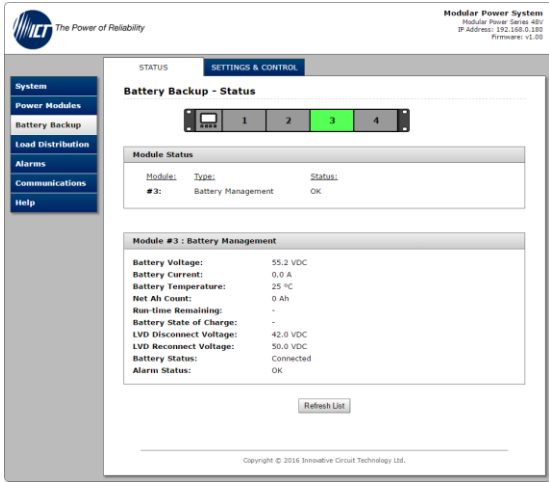 ICT The Power of Reliability
Modular Power System
Modular Power Series 48V
IP Address: 192.168.0.180
Firmware: v1.00
STATUS SETTINGS & CONTROL
System
Power Modules
Battery Backup
Load Distribution
Alarms
Communications
Help
Battery Backup - Status
1 2 3 4
Module Status
Module: Type: Status:
#3: Battery Management OK
Module #3 : Battery Management
Battery Voltage: 55.2 VDC
Battery Current: 0.0 A
Battery Temperature: 25 ºC
Net Ah Count: 0 Ah
Run-time Remaining: -
Battery State of Charge: -
LVD Disconnect Voltage: 42.0 VDC
LVD Reconnect Voltage: 50.0 VDC
Battery Status: Connected
Alarm Status: OK
Refresh List
Copyright © 2016 Innovative Circuit Technology Ltd.